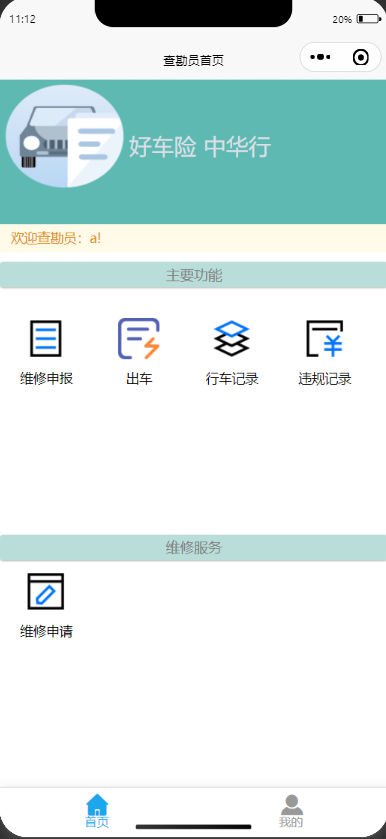 11:12
20%
查勘员首页
好车险 中华行
欢迎查勘员：a!
主要功能
维修申报
出车
行车记录
违规记录
维修服务
维修申请
首页
我的